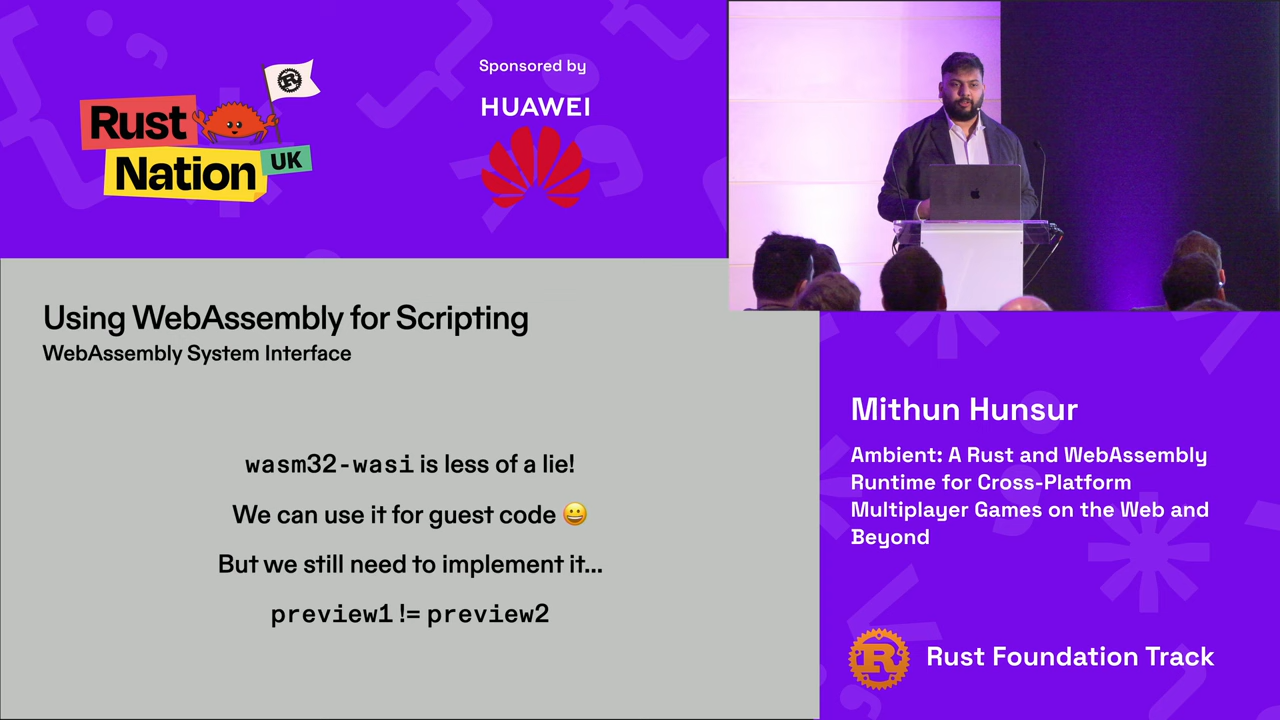 Rust
Nation
UK
Sponsored by
HUAWEI
Using WebAssembly for Scripting
WebAssembly System Interface
wasm32-wasi is less of a lie!
We can use it for guest code 😀
But we still need to implement it...
preview1 != preview2
Mithun Hunsur
Ambient: A Rust and WebAssembly
Runtime for Cross-Platform
Multiplayer Games on the Web and
Beyond
Rust Foundation Track